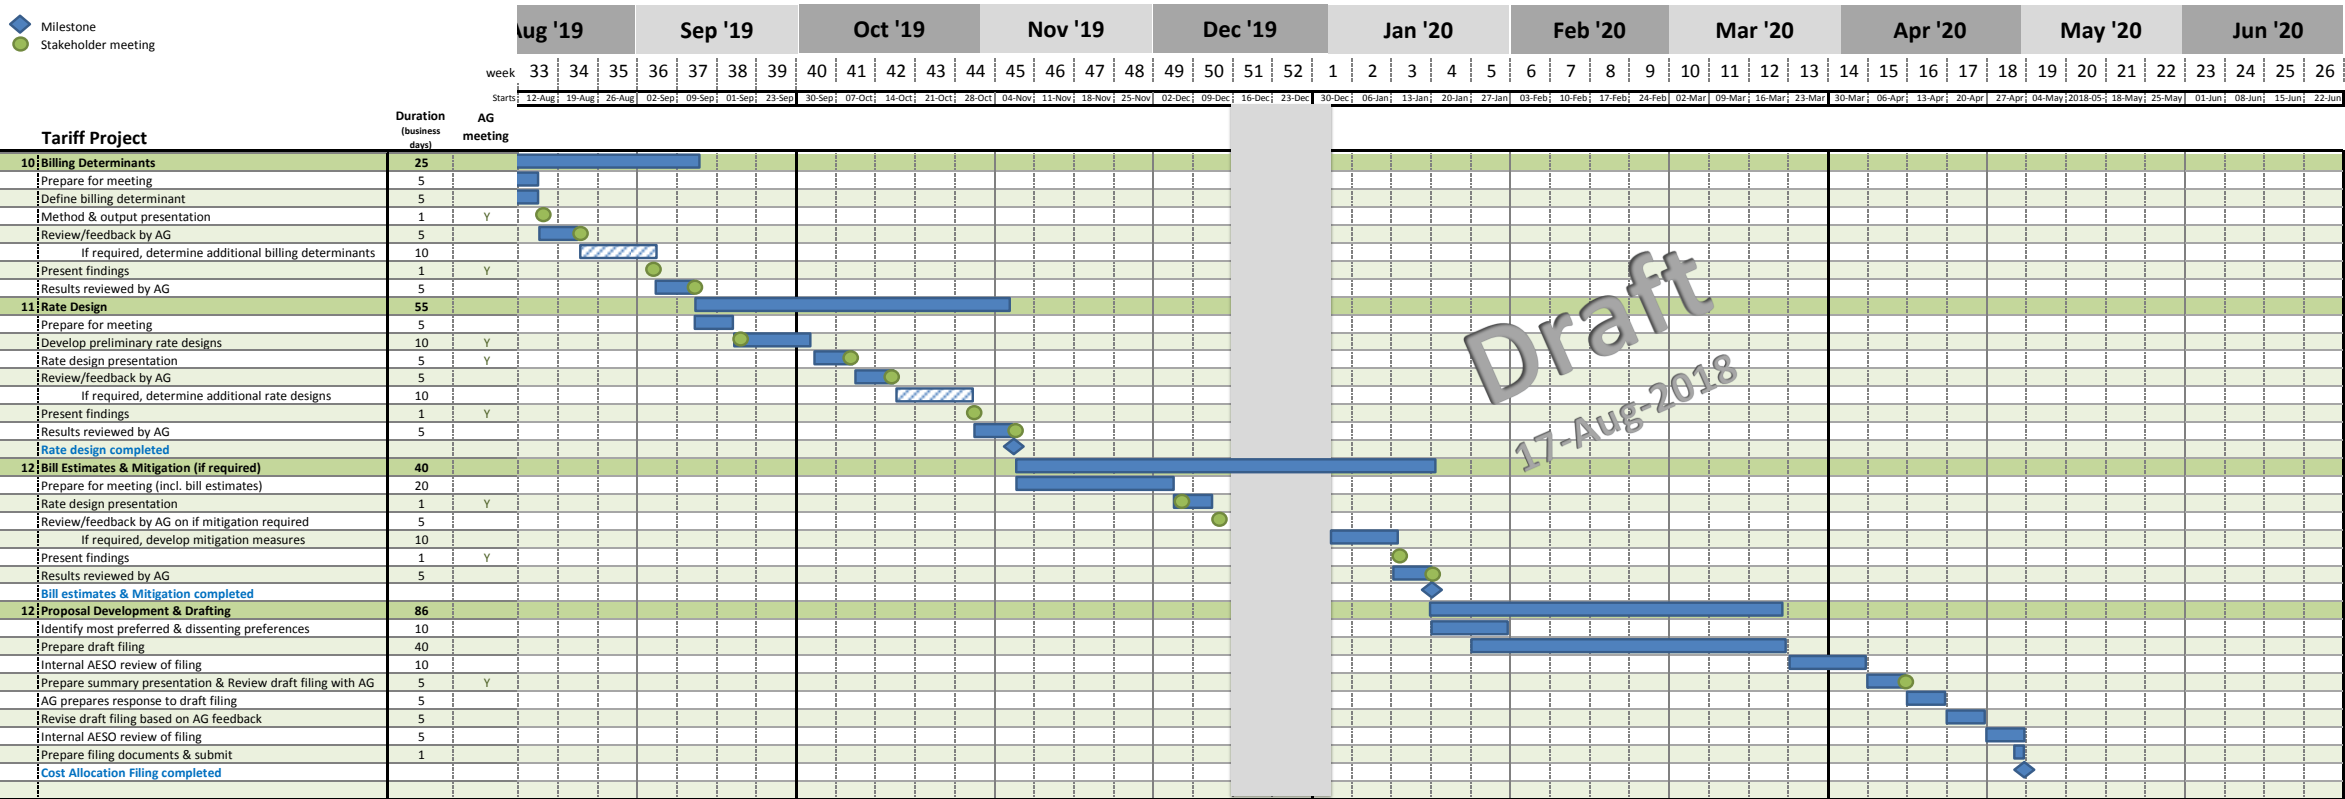 Milestone
Stakeholder meeting
Aug '19 Sep '19 Oct '19 Nov '19 Dec '19 Jan '20 Feb '20 Mar '20 Apr '20 May '20 Jun '20
week 33 34 35 36 37 38 39 40 41 42 43 44 45 46 47 48 49 50 51 52 1 2 3 4 5 6 7 8 9 10 11 12 13 14 15 16 17 18 19 20 21 22 23 24 25 26
Starts 12-Aug 19-Aug 26-Aug 02-Sep 09-Sep 01-Sep 23-Sep 30-Sep 07-Oct 14-Oct 21-Oct 28-Oct 04-Nov 11-Nov 18-Nov 25-Nov 02-Dec 09-Dec 16-Dec 23-Dec 30-Dec 06-Jan 13-Jan 20-Jan 27-Jan 03-Feb 10-Feb 17-Feb 24-Feb 02-Mar 09-Mar 16-Mar 23-Mar 30-Mar 06-Apr 13-Apr 20-Apr 27-Apr 04-May 2018-05- 18-May 25-May 01-Jun 08-Jun 15-Jun 22-Jun
Tariff Project
Duration
(business
days)
AG
meeting
10 Billing Determinants 25
Prepare for meeting 5
Define billing determinant 5
Method & output presentation 1 Y
Review/feedback by AG 5
If required, determine additional billing determinants 10
Present findings 1 Y
Results reviewed by AG 5
11 Rate Design 55
Prepare for meeting 5
Develop preliminary rate designs 10 Y
Rate design presentation 5 Y
Review/feedback by AG 5
If required, determine additional rate designs 10
Present findings 1 Y
Results reviewed by AG 5
Rate design completed
12 Bill Estimates & Mitigation (if required) 40
Prepare for meeting (incl. bill estimates) 20
Rate design presentation 1 Y
Review/feedback by AG on if mitigation required 5
If required, develop mitigation measures 10
Present findings 1 Y
Results reviewed by AG 5
Bill estimates & Mitigation completed
12 Proposal Development & Drafting 86
Identify most preferred & dissenting preferences 10
Prepare draft filing 40
Internal AESO review of filing 10
Prepare summary presentation & Review draft filing with AG 5 Y
AG prepares response to draft filing 5
Revise draft filing based on AG feedback 5
Internal AESO review of filing 5
Prepare filing documents & submit 1
Cost Allocation Filing completed
Draft
17-Aug-2018